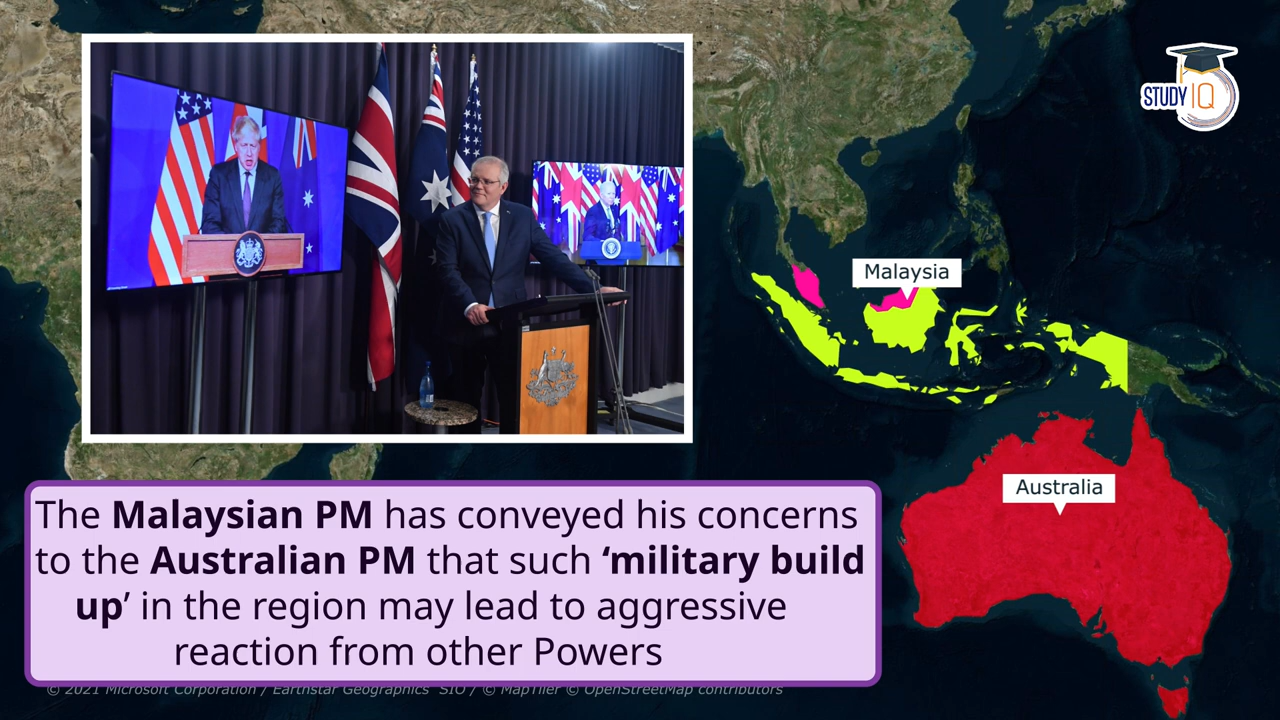 STUDY IQ
Malaysia
Australia
The Malaysian PM has conveyed his concerns
to the Australian PM that such ‘military build
up’ in the region may lead to aggressive
reaction from other Powers
© 2021 Microsoft Corporation / Earthstar Geographics SIO / © MapTiler © OpenStreetMap contributors